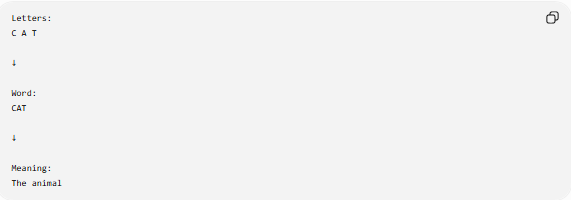 Letters:
C A T
↓
Word:
CAT
↓
Meaning:
The animal